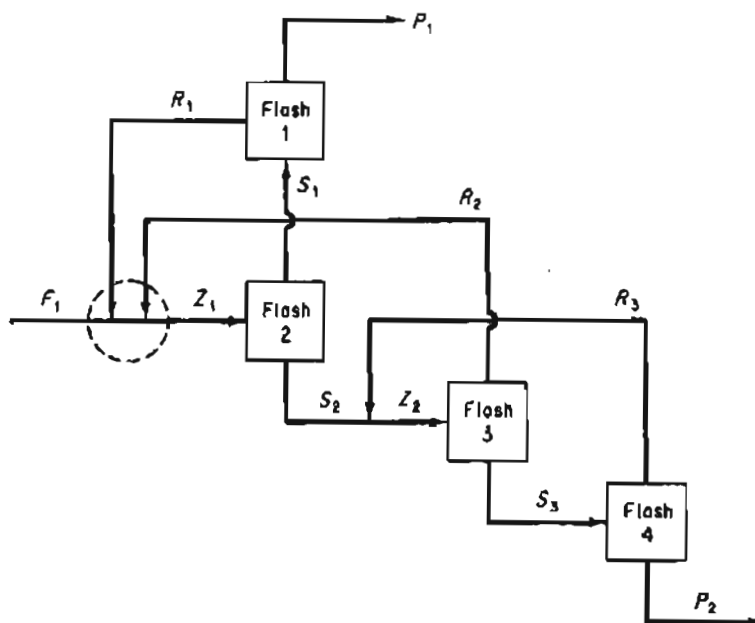 P₁
R₁
Flash
1
S₁
R₂
F₁
Z₁
Flash
2
R₃
S₂
Z₂
Flash
3
S₃
Flash
4
P₂